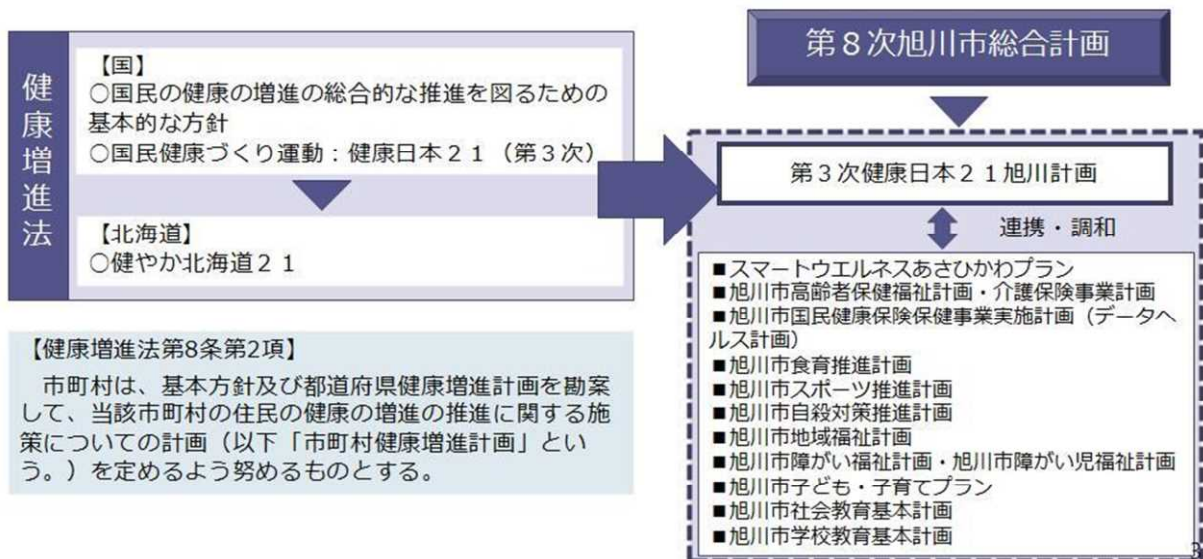 健康増進法
【国】
○国民の健康の増進の総合的な推進を図るための
基本的な方針
○国民健康づくり運動：健康日本２１（第３次）
【北海道】
○健やか北海道２１
【健康増進法第8条第2項】
　市町村は、基本方針及び都道府県健康増進計画を勘案
して、当該市町村の住民の健康の増進の推進に関する施
策についての計画（以下「市町村健康増進計画」とい
う。）を定めるよう努めるものとする。
第８次旭川市総合計画
第３次健康日本２１旭川計画
連携・調和
■スマートウエルネスあさひかわプラン
■旭川市高齢者保健福祉計画・介護保険事業計画
■旭川市国民健康保険保健事業実施計画（データヘ
ルス計画）
■旭川市食育推進計画
■旭川市スポーツ推進計画
■旭川市自殺対策推進計画
■旭川市地域福祉計画
■旭川市障がい福祉計画・旭川市障がい児福祉計画
■旭川市子ども・子育てプラン
■旭川市社会教育基本計画
■旭川市学校教育基本計画